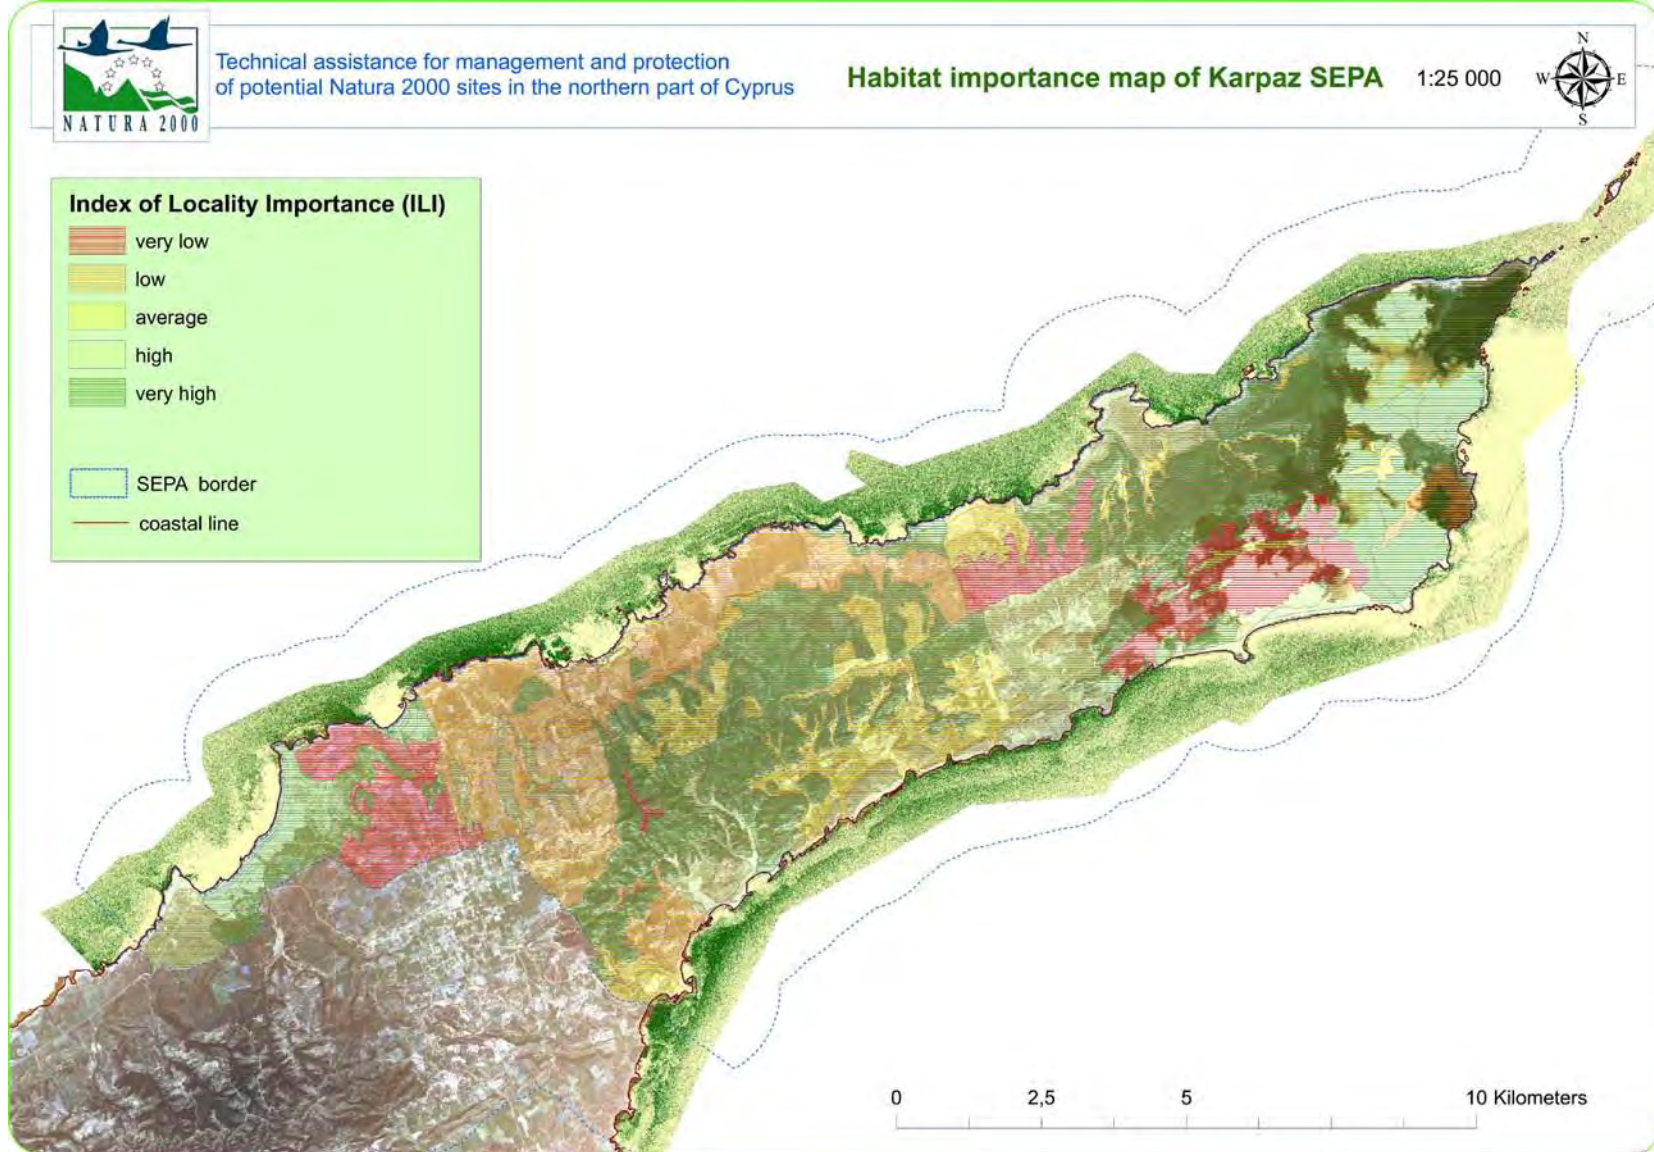 Technical assistance for management and protection
of potential Natura 2000 sites in the northern part of Cyprus
Habitat importance map of Karpaz SEPA
1:25 000
N
W
E
S
NATURA 2000
Index of Locality Importance (ILI)
very low
low
average
high
very high
SEPA border
coastal line
0
2,5
5
10 Kilometers